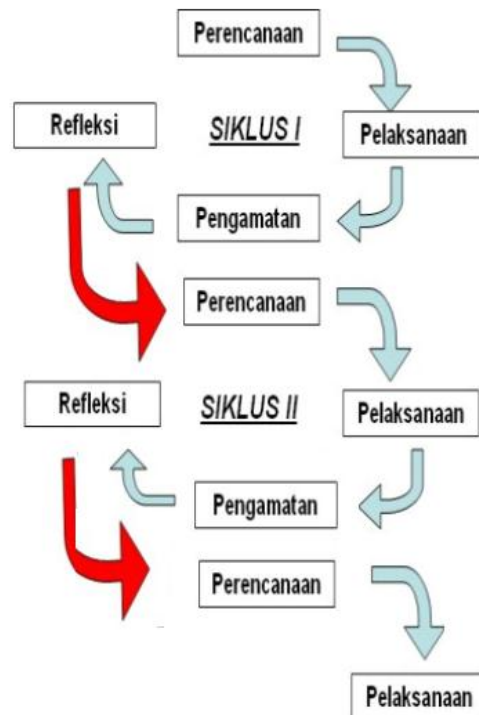 Perencanaan
Refleksi
SIKLUS I
Pelaksanaan
Pengamatan
Perencanaan
Refleksi
SIKLUS II
Pelaksanaan
Pengamatan
Perencanaan
Pelaksanaan